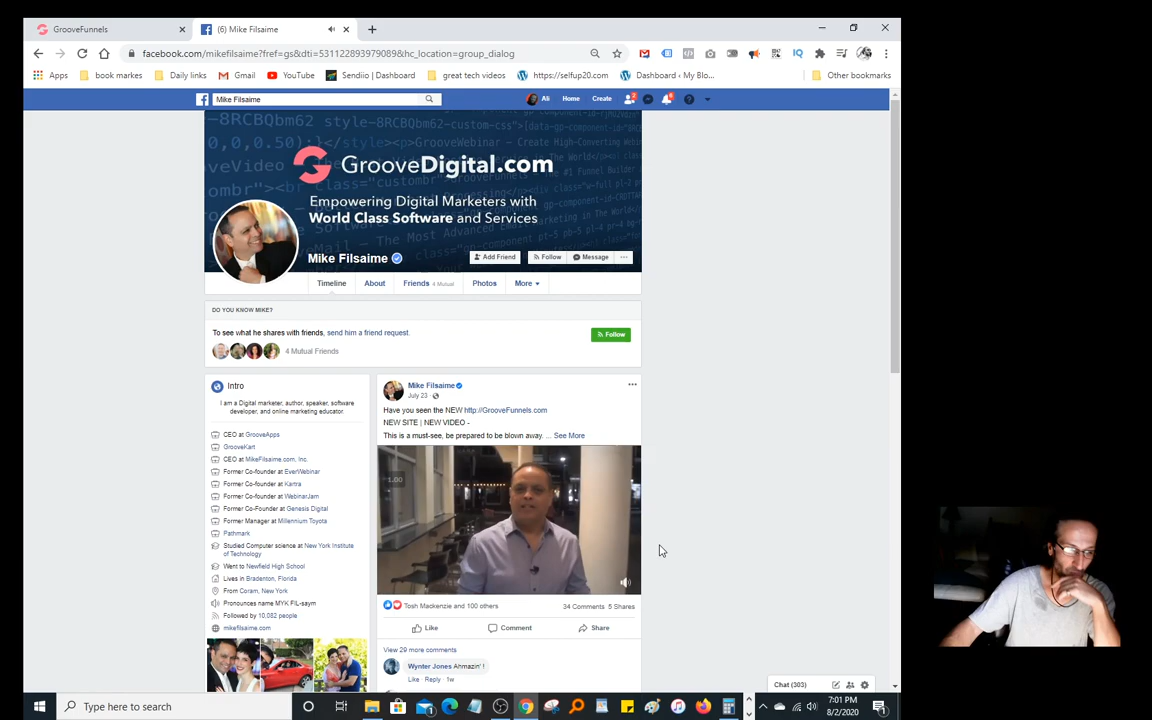 GrooveFunnels
(6) Mike Filsaime
facebook.com/mikefilsaime?fref=gs&dti=531122893979089&hc_location=group_dialog
Apps
book markes
Daily links
Gmail
YouTube
Sendiio | Dashboard
great tech videos
https://selfup20.com
Dashboard ‹ My Blo...
Other bookmarks
Mike Filsaime
Ali
Home
Create
GrooveDigital.com
Empowering Digital Marketers with
World Class Software and Services
Mike Filsaime
Add Friend
Follow
Message
Timeline
About
Friends 4 Mutual
Photos
More
DO YOU KNOW MIKE?
To see what he shares with friends, send him a friend request.
Follow
4 Mutual Friends
Intro
I am a Digital marketer, author, speaker, software
developer, and online marketing educator.
CEO at GrooveApps
GrooveKart
CEO at MikeFilsaime.com, Inc.
Former Co-founder at EverWebinar
Former Co-founder at Kartra
Former Co-founder at WebinarJam
Former Co-Founder at Genesis Digital
Former Manager at Millennium Toyota
Pathmark
Studied Computer science at New York Institute
of Technology
Went to Newfield High School
Lives in Bradenton, Florida
From Coram, New York
Pronounces name MYK FIL-saym
Followed by 10,082 people
mikefilsaime.com
Mike Filsaime
July 23
Have you seen the NEW http://GrooveFunnels.com
NEW SITE | NEW VIDEO -
This is a must-see, be prepared to be blown away. ... See More
Tosh Mackenzie and 100 others
34 Comments 5 Shares
Like
Comment
Share
View 29 more comments
Wynter Jones Ahmazin' !
Like · Reply · 1w
Chat (303)
Type here to search
7:01 PM
8/2/2020